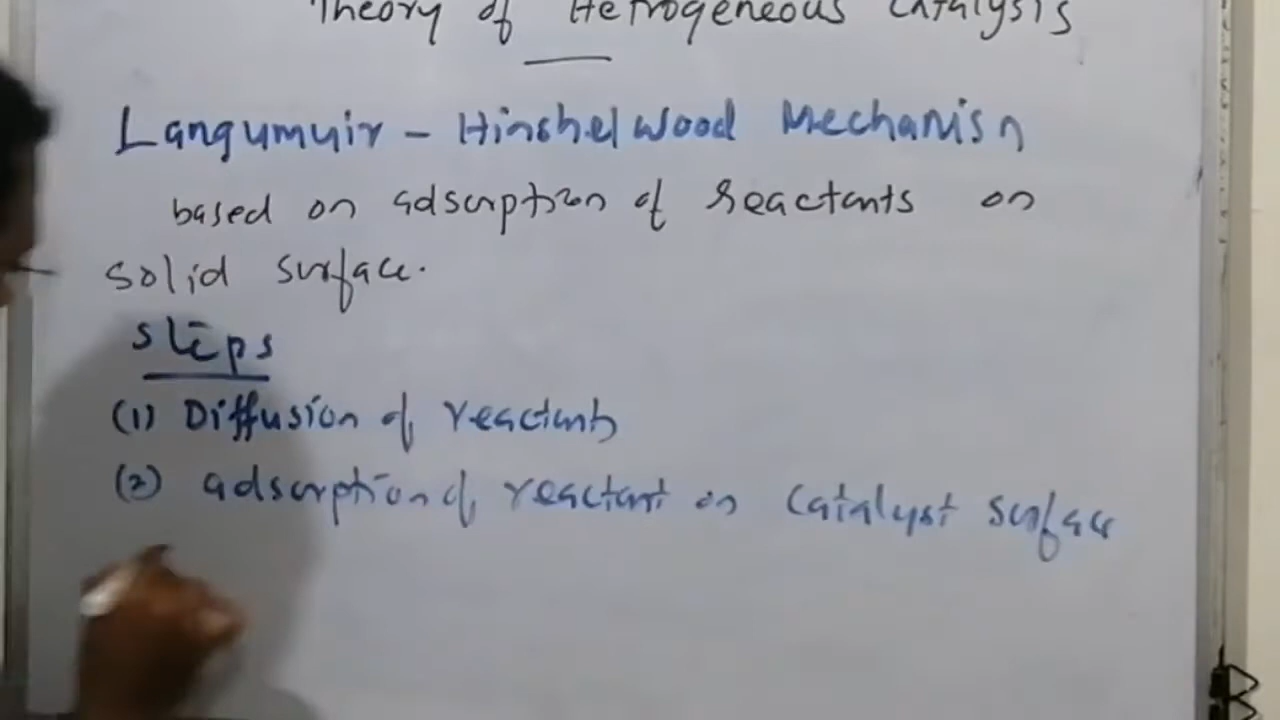 Theory of Hetrogeneous Catalysis
Langumuir - Hinshelwood Mechanism
based on adsorption of reactants on
solid surface.
Steps
(1) Diffusion of reactants
(2) adsorption of reactant on catalyst surface